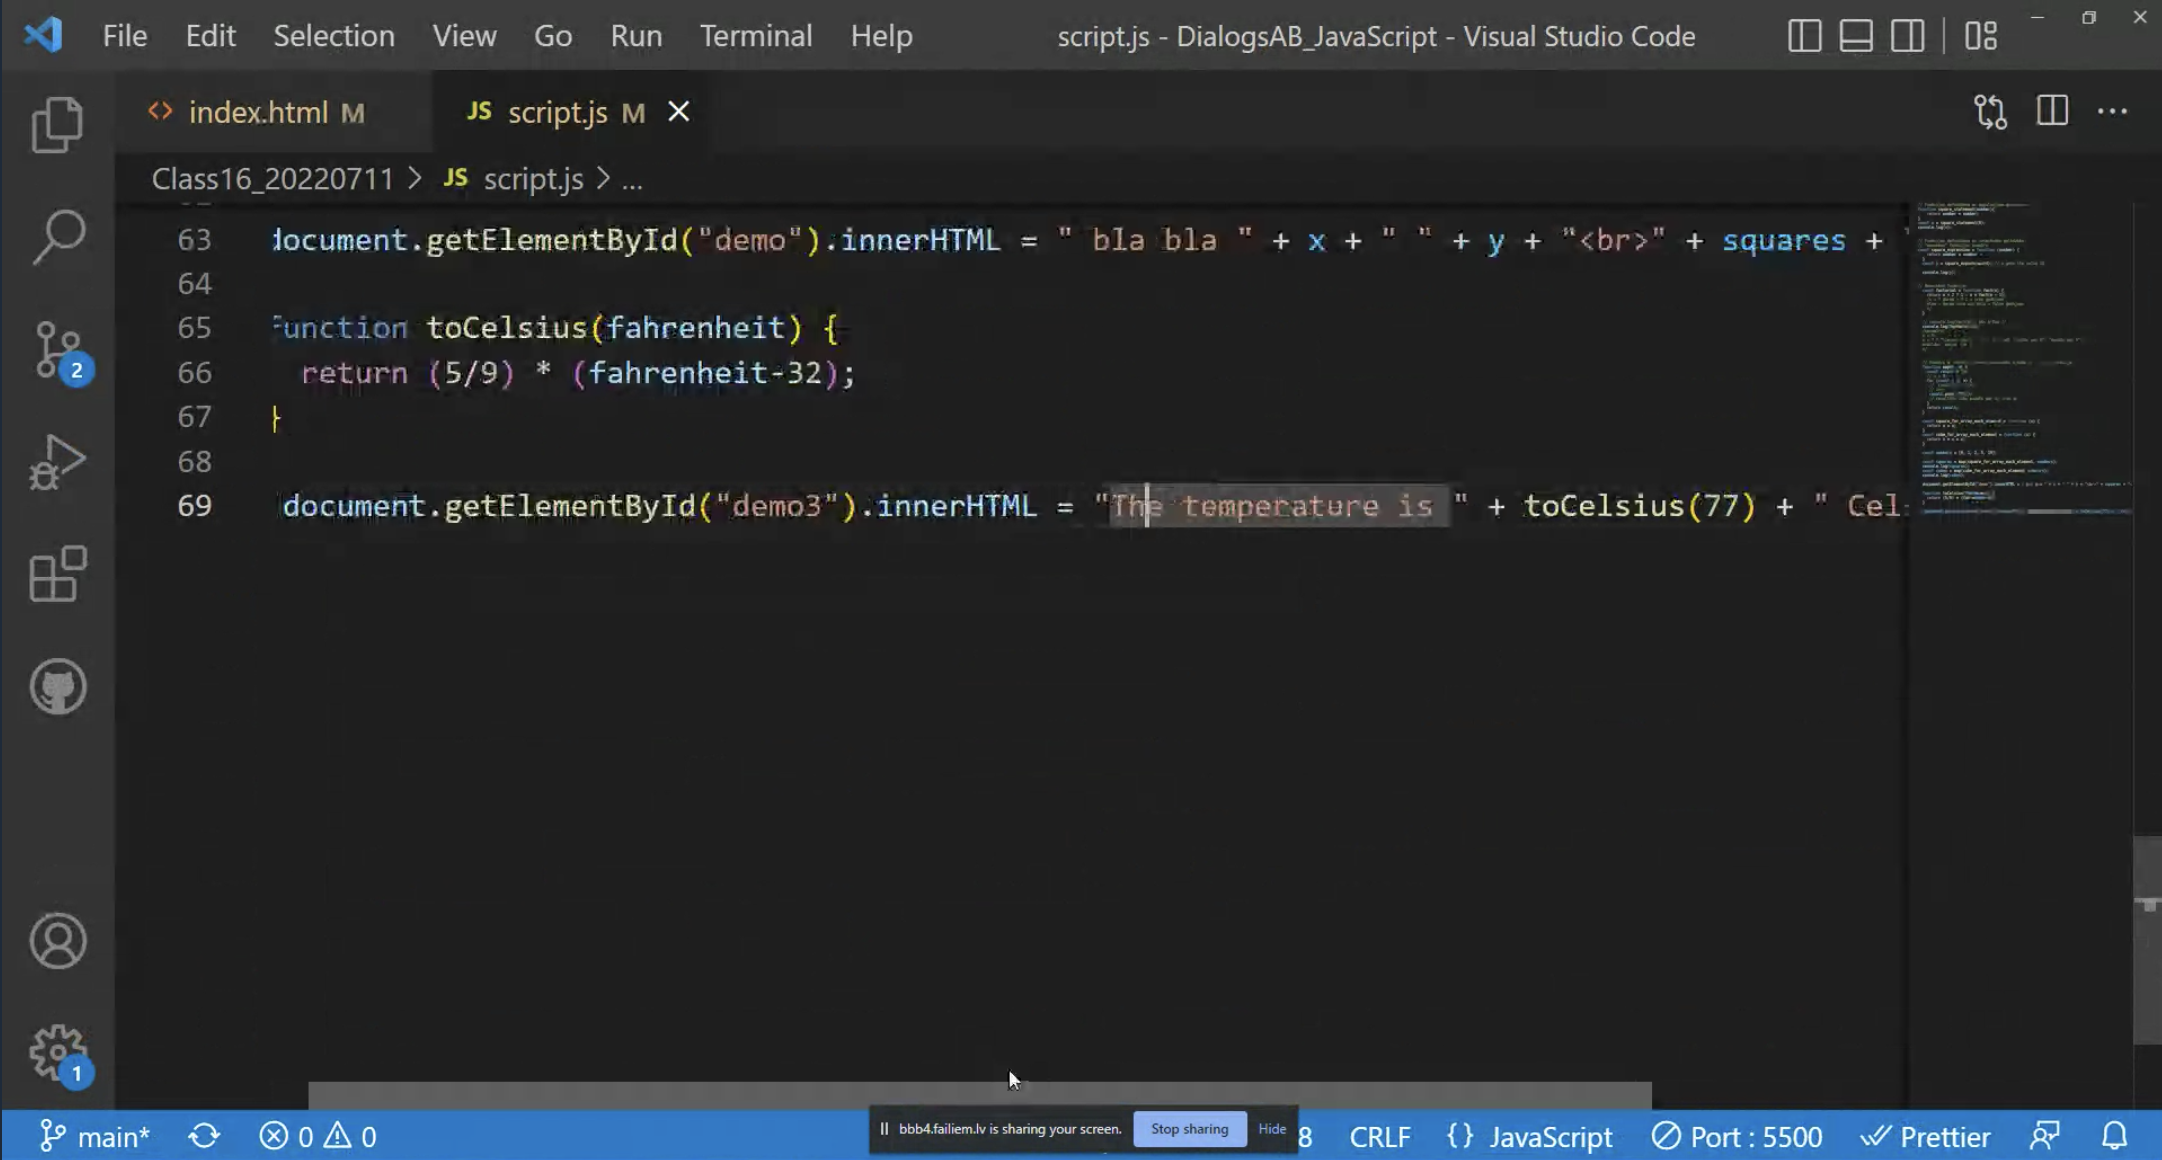 File Edit Selection View Go Run Terminal Help script.js - DialogsAB_JavaScript - Visual Studio Code
index.html M JS script.js M
Class16_20220711 > JS script.js > ...
63 document.getElementById("demo").innerHTML = " bla bla " + x + " " + y + "<br>" + squares +
64
65 function toCelsius(fahrenheit) {
66 return (5/9) * (fahrenheit-32);
67 }
68
69 document.getElementById("demo3").innerHTML = "The temperature is " + toCelsius(77) + " Cel
2
1
main* 0 0 bbb4.failiem.lv is sharing your screen. Stop sharing Hide 8 CRLF {} JavaScript Port : 5500 Prettier